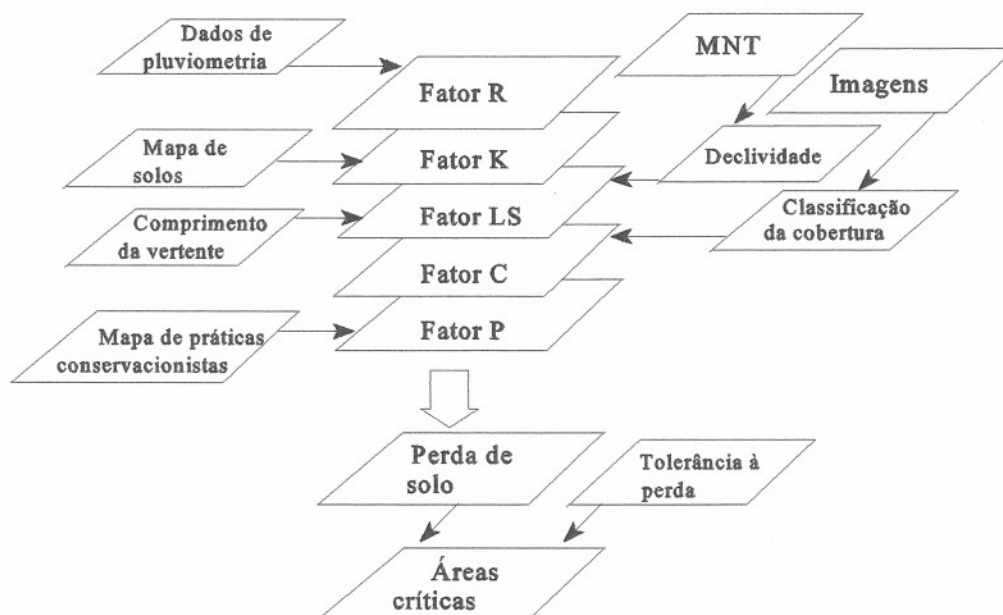 Dados de
pluviometria
MNT
Fator R
Imagens
Mapa de
solos
Fator K
Declividade
Comprimento
da vertente
Fator LS
Classificação
da cobertura
Fator C
Mapa de práticas
conservacionistas
Fator P
Perda de
solo
Tolerância à
perda
Áreas
críticas